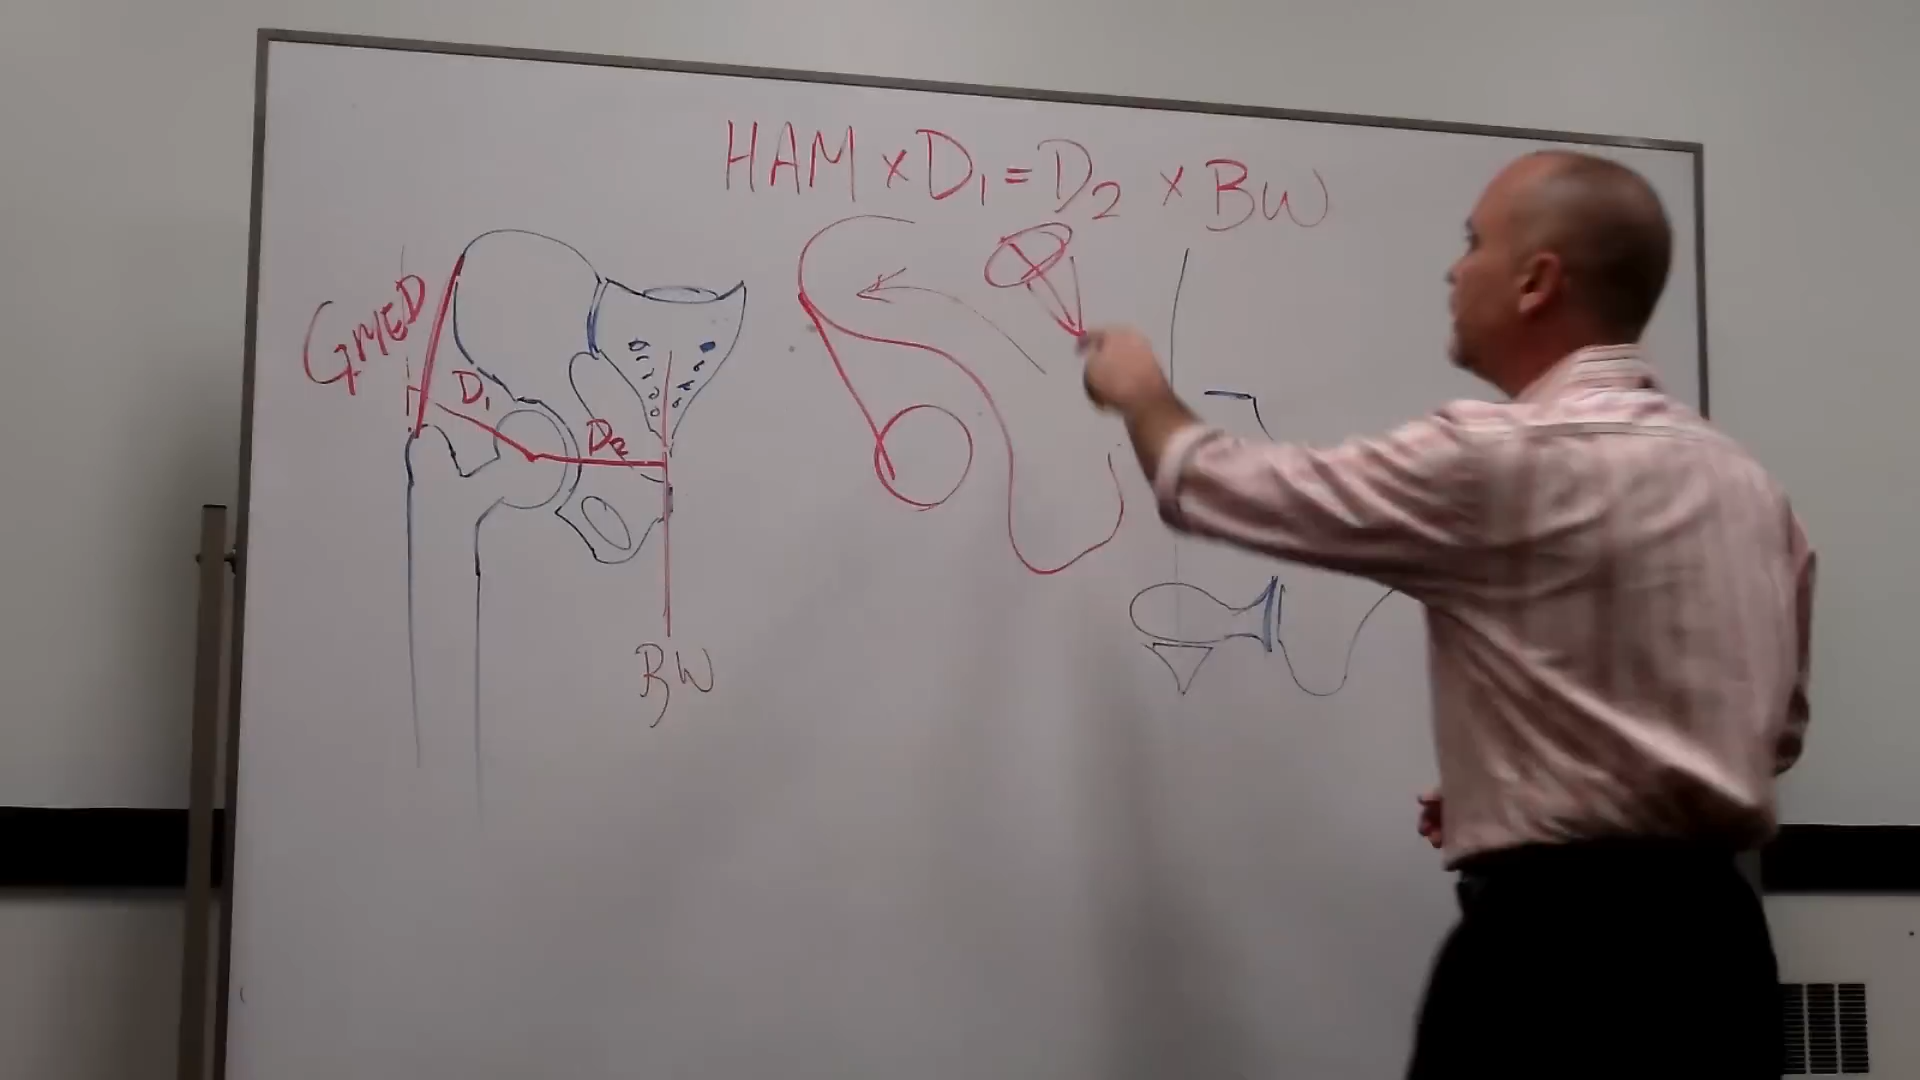 HAM x D1 = D2 x BW
GMED
D1
D2
BW